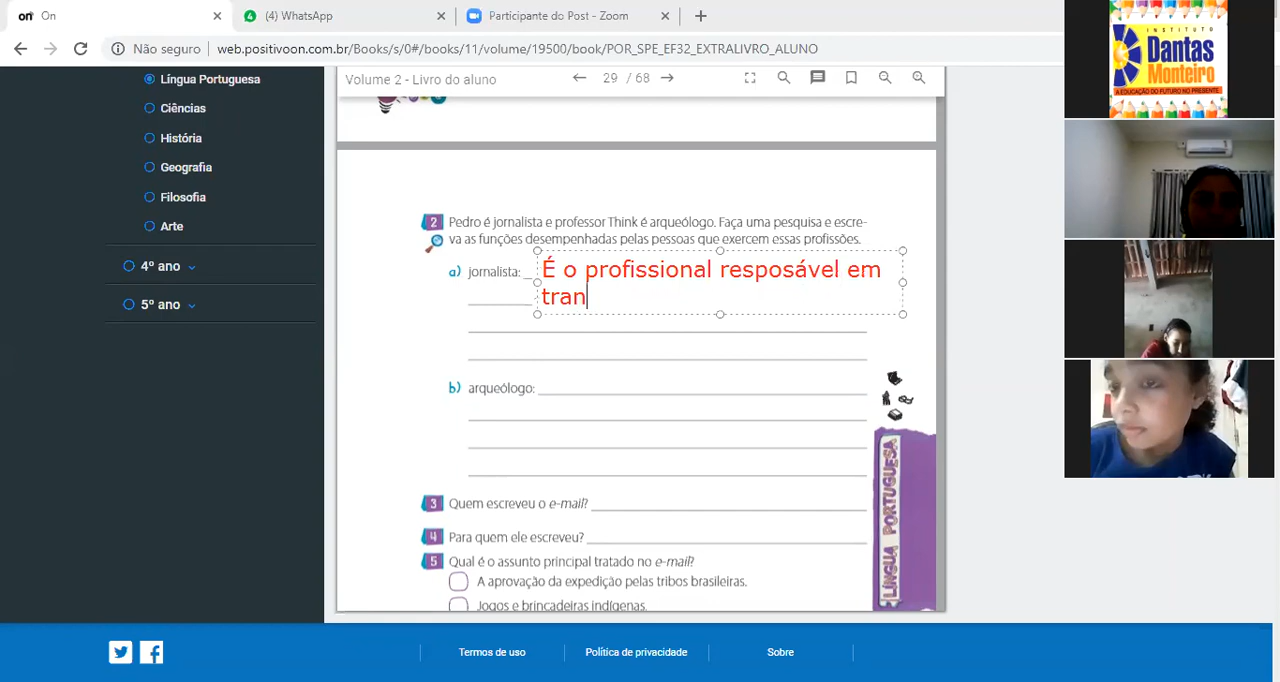 on On
(4) WhatsApp
Participante do Post - Zoom
Não seguro web.positivoon.com.br/Books/s/0#/books/11/volume/19500/book/POR_SPE_EF32_EXTRALIVRO_ALUNO
Língua Portuguesa
Ciências
História
Geografia
Filosofia
Arte
4º ano
5º ano
Volume 2 - Livro do aluno
29 / 68
2 Pedro é jornalista e professor Think é arqueólogo. Faça uma pesquisa e escre-
va as funções desempenhadas pelas pessoas que exercem essas profissões.
a) jornalista: É o profissional resposável em
tran
b) arqueólogo:
3 Quem escreveu o e-mail?
4 Para quem ele escreveu?
5 Qual é o assunto principal tratado no e-mail?
A aprovação da expedição pelas tribos brasileiras.
Jogos e brincadeiras indígenas.
LÍNGUA PORTUGUESA
Termos de uso
Política de privacidade
Sobre
INSTITUTO
Dantas
Monteiro
A EDUCAÇÃO DO FUTURO NO PRESENTE